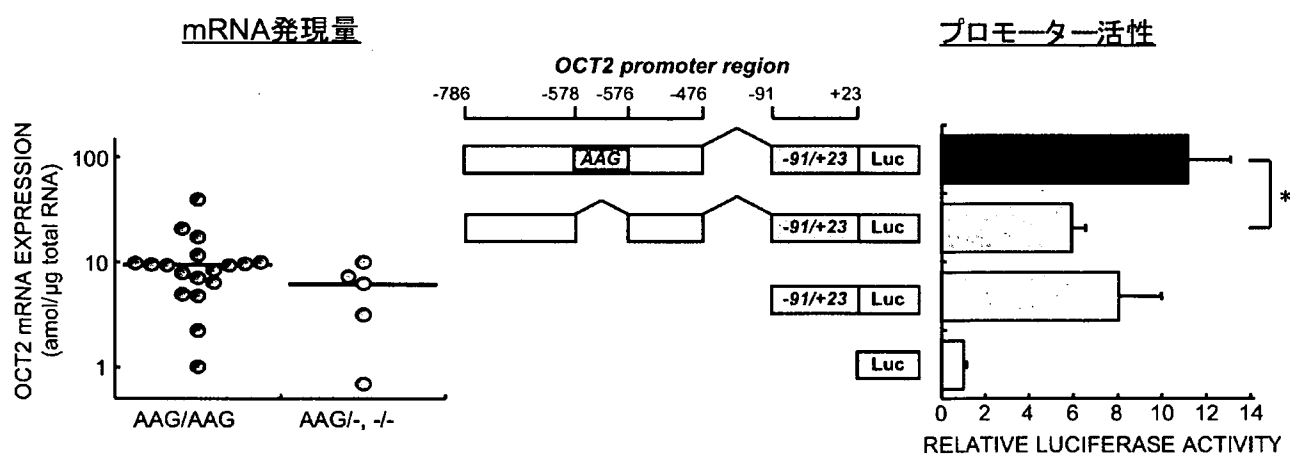 mRNA発現量
プロモーター活性
OCT2 promoter region
-786 -578 -576 -476 -91 +23
OCT2 mRNA EXPRESSION
(amol/µg total RNA)
100
10
1
AAG/AAG AAG/-, -/-
AAG -91/+23 Luc
-91/+23 Luc
-91/+23 Luc
Luc
*
0 2 4 6 8 10 12 14
RELATIVE LUCIFERASE ACTIVITY